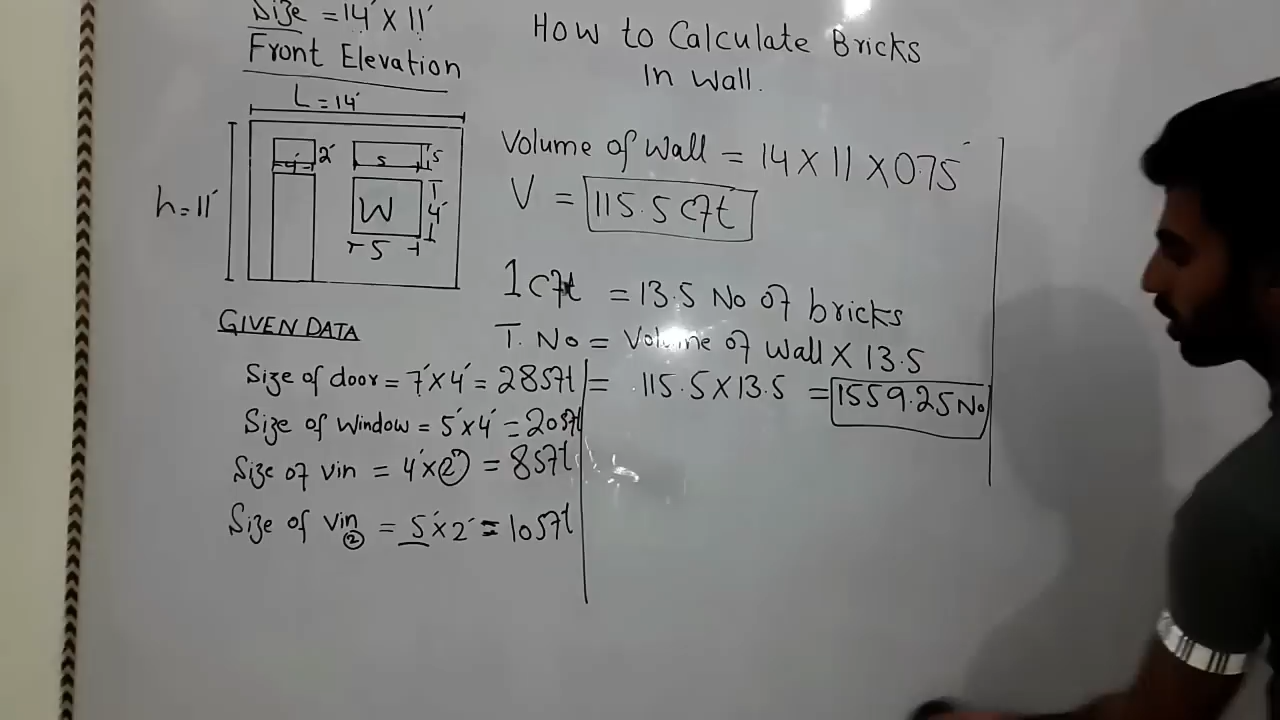 Size = 14' X 11'
Front Elevation
L = 14'
h = 11'
2'
4'
5
5
W
4'
5
GIVEN DATA
Size of door = 7' X 4' = 28 Sft
Size of Window = 5' X 4' = 20 Sft
Size of vin = 4' X 2' = 8 Sft
Size of vin 2 = 5' X 2' = 10 Sft
How to Calculate Bricks
In Wall.
Volume of Wall = 14 X 11 X 0.75'
V = 115.5 Cft
1 Cft = 13.5 No of bricks
T. No = Volume of Wall X 13.5
= 115.5 X 13.5 = 1559.25 No